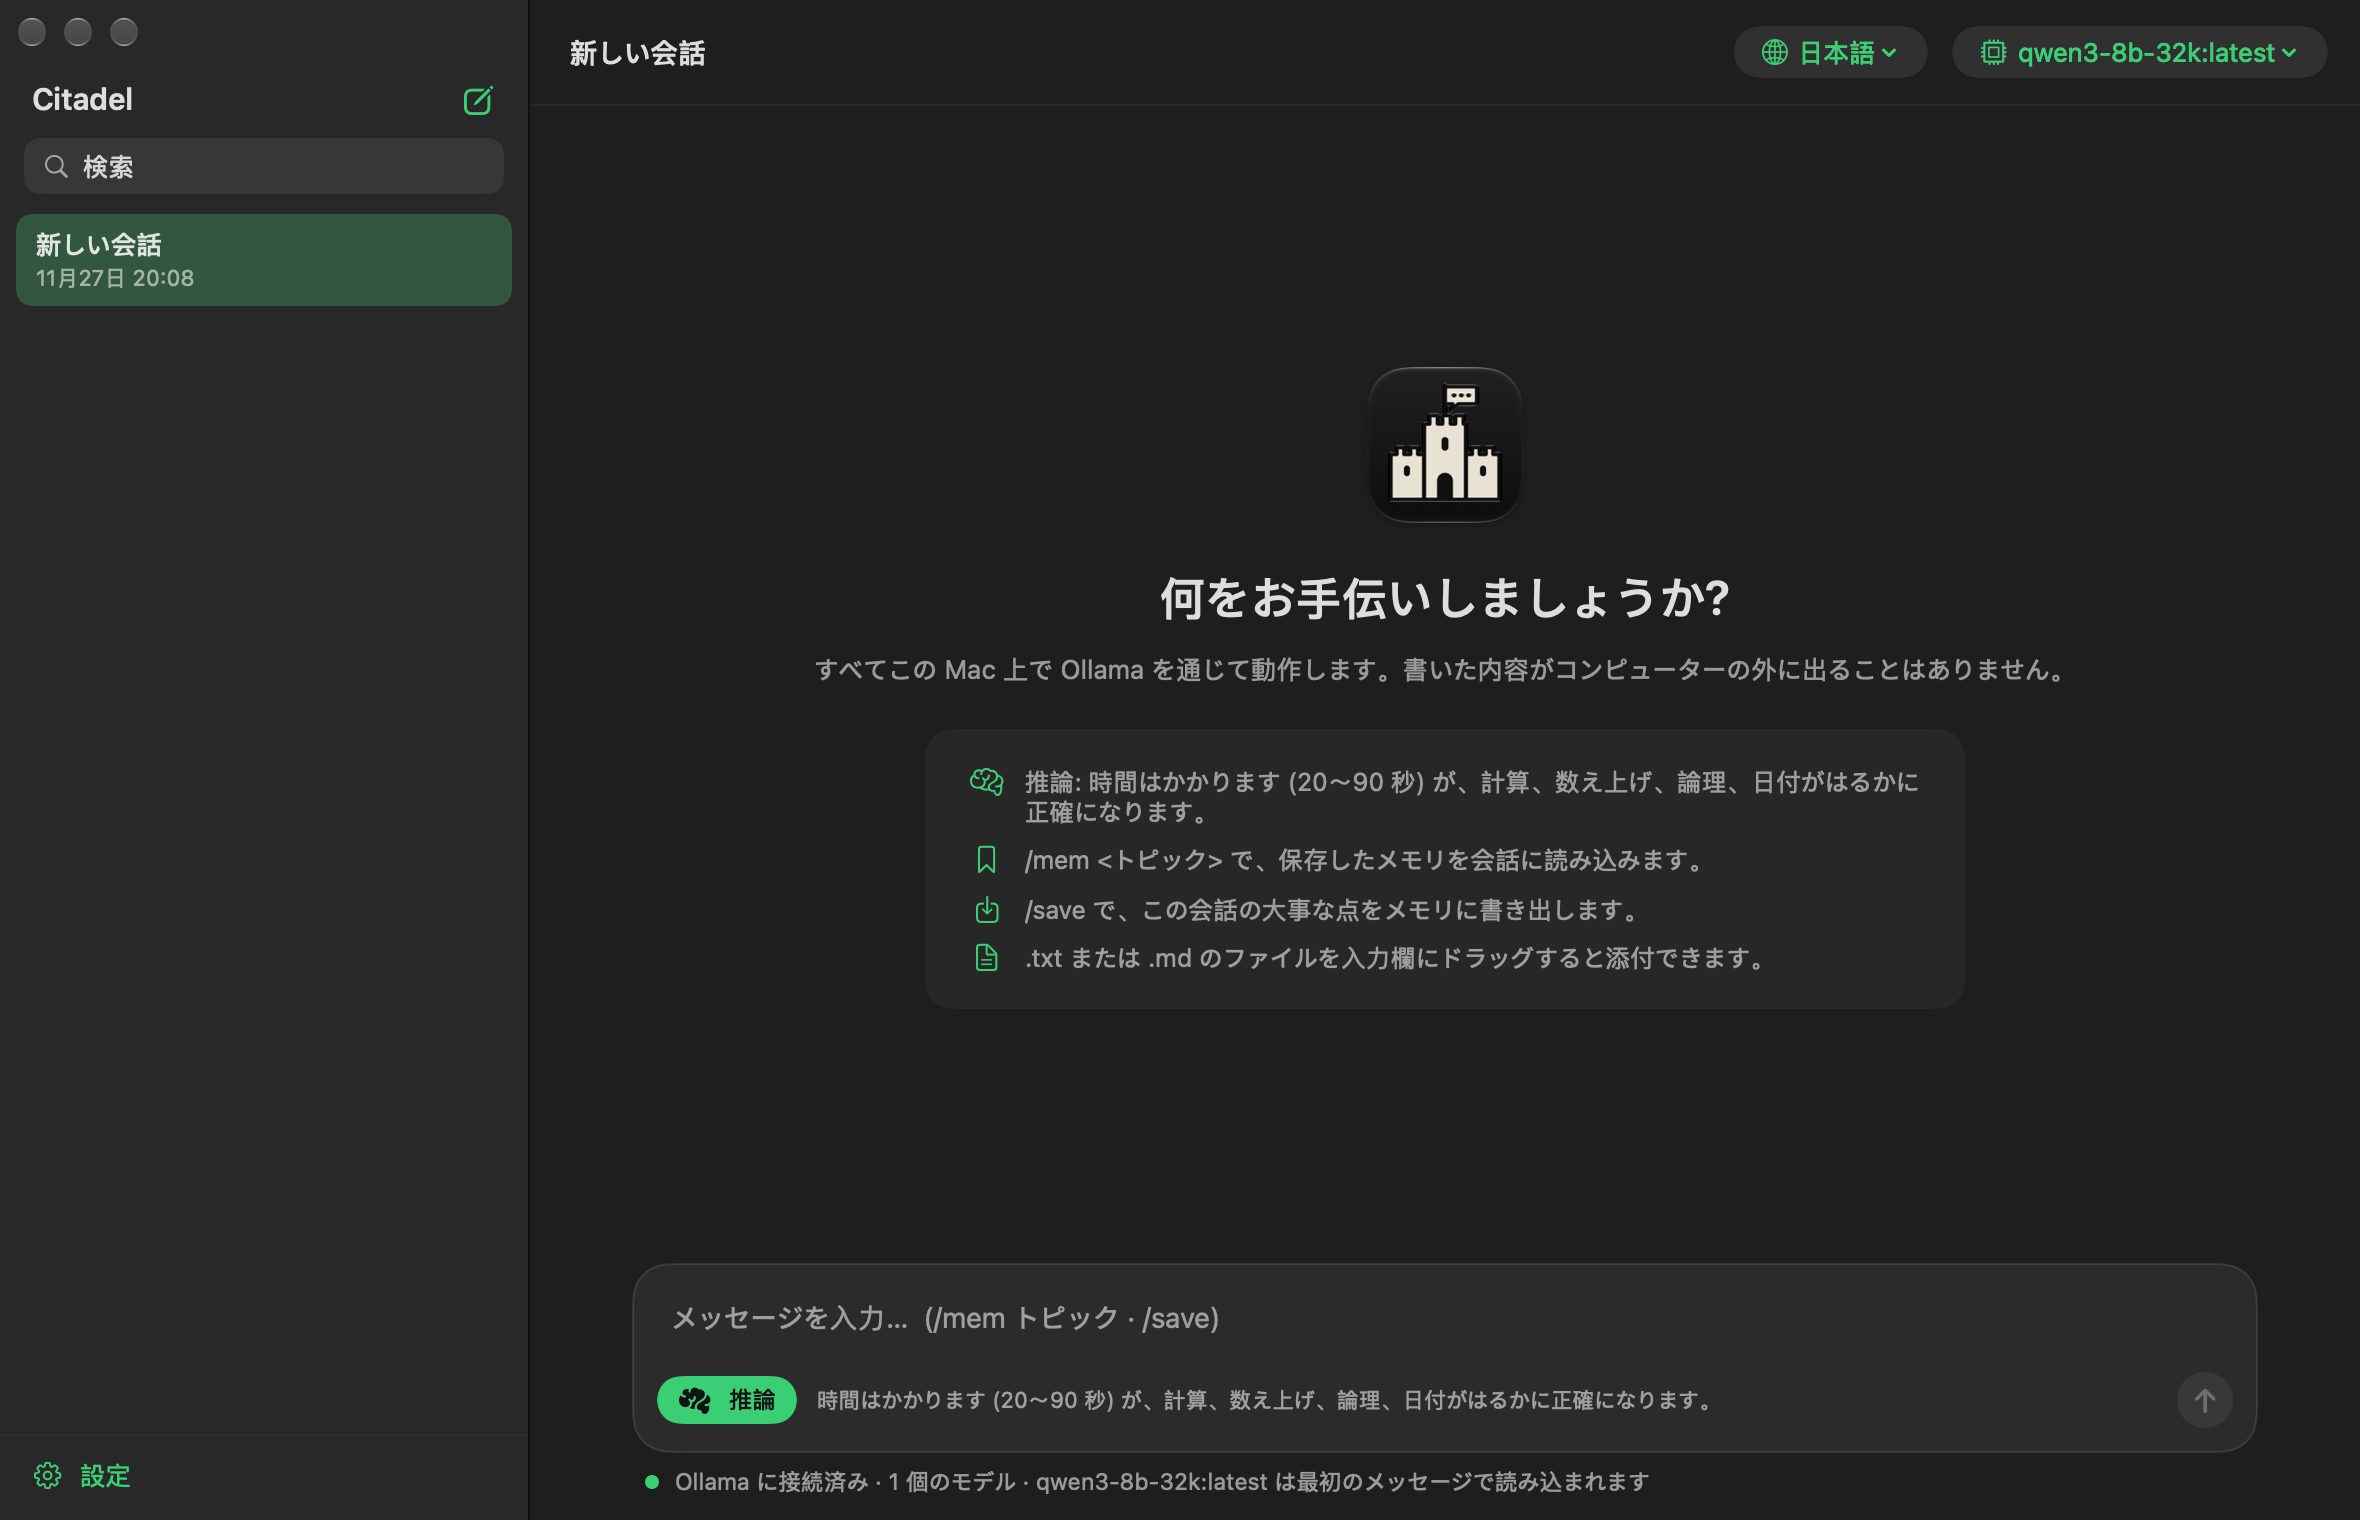 Citadel
検索
新しい会話
11月27日 20:08
設定
新しい会話
日本語
qwen3-8b-32k:latest
何をお手伝いしましょうか?
すべてこの Mac 上で Ollama を通じて動作します。書いた内容がコンピューターの外に出ることはありません。
推論: 時間はかかります (20〜90 秒) が、計算、数え上げ、論理、日付がはるかに
正確になります。
/mem <トピック> で、保存したメモリを会話に読み込みます。
/save で、この会話の大事な点をメモリに書き出します。
.txt または .md のファイルを入力欄にドラッグすると添付できます。
メッセージを入力... (/mem トピック · /save)
推論 時間はかかります (20〜90 秒) が、計算、数え上げ、論理、日付がはるかに正確になります。
Ollama に接続済み · 1 個のモデル · qwen3-8b-32k:latest は最初のメッセージで読み込まれます